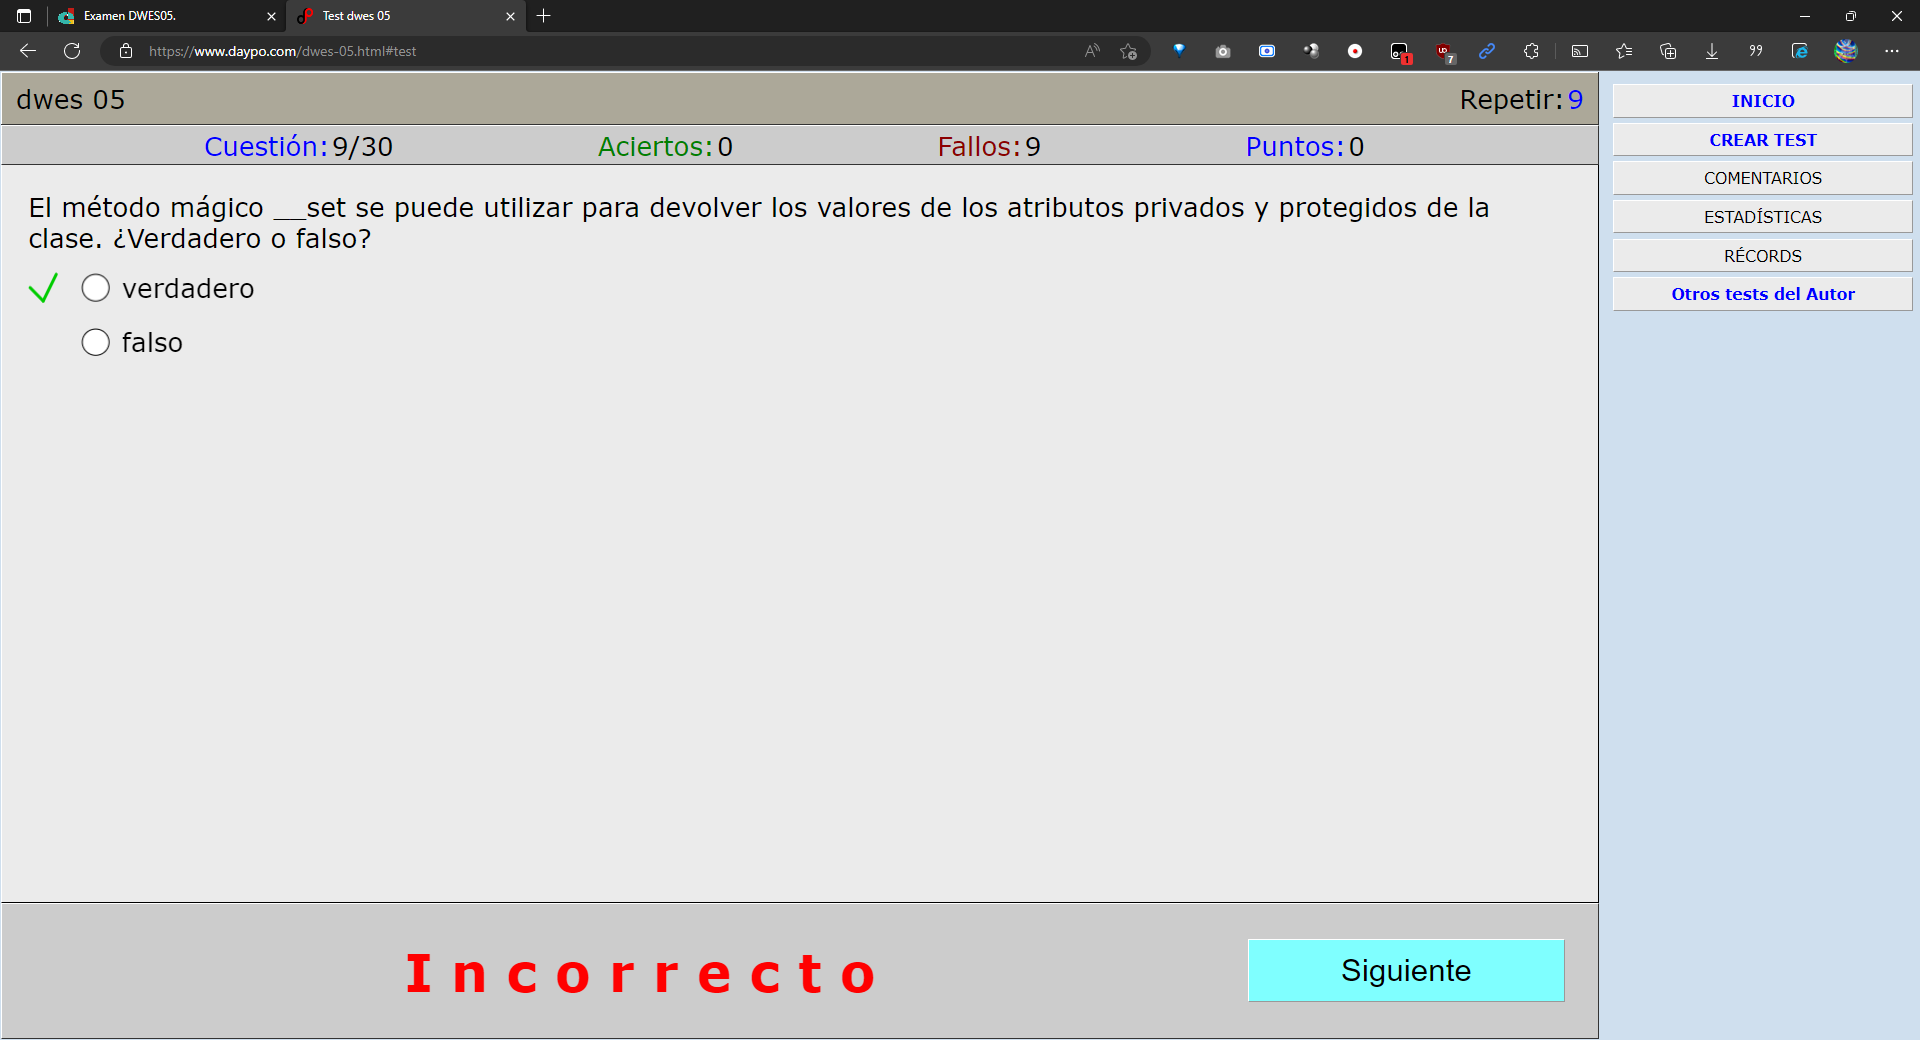 Examen DWES05.
Test dwes 05
https://www.daypo.com/dwes-05.html#test
1
7
dwes 05
Repetir:9
Cuestión:9/30
Aciertos:0
Fallos:9
Puntos:0
El método mágico __set se puede utilizar para devolver los valores de los atributos privados y protegidos de la
clase. ¿Verdadero o falso?
verdadero
falso
Incorrecto
Siguiente
INICIO
CREAR TEST
COMENTARIOS
ESTADÍSTICAS
RÉCORDS
Otros tests del Autor